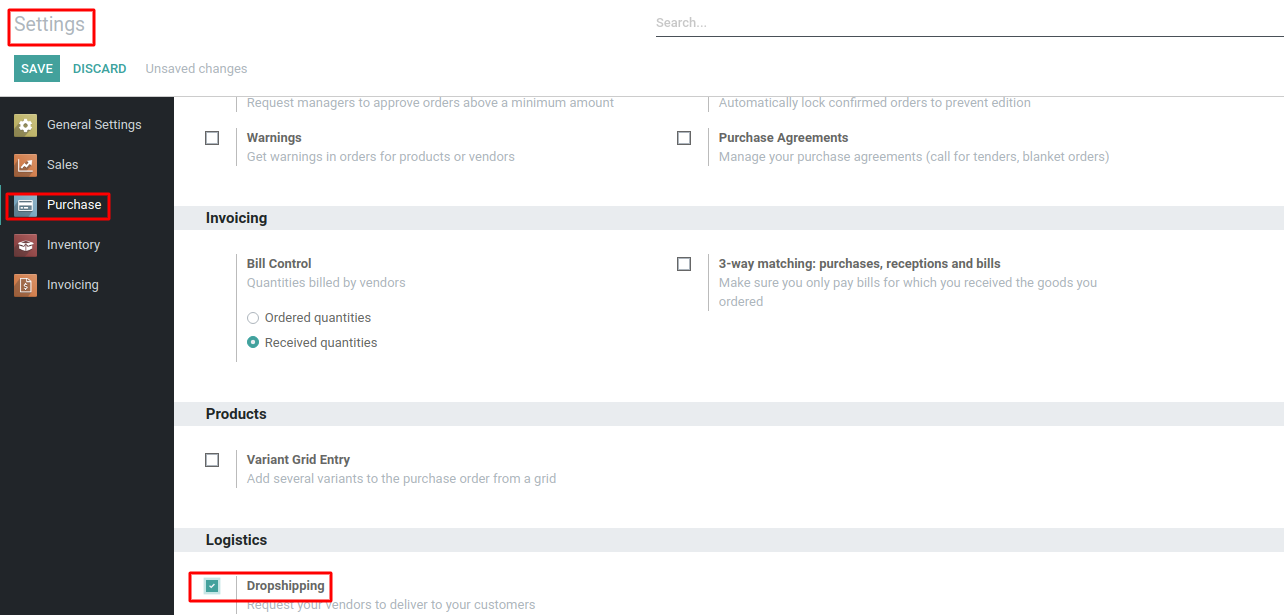 Settings
Search...
SAVE DISCARD Unsaved changes
General Settings
Sales
Purchase
Inventory
Invoicing
Request managers to approve orders above a minimum amount
Automatically lock confirmed orders to prevent edition
Warnings
Get warnings in orders for products or vendors
Purchase Agreements
Manage your purchase agreements (call for tenders, blanket orders)
Invoicing
Bill Control
Quantities billed by vendors
Ordered quantities
Received quantities
3-way matching: purchases, receptions and bills
Make sure you only pay bills for which you received the goods you
ordered
Products
Variant Grid Entry
Add several variants to the purchase order from a grid
Logistics
Dropshipping
Request your vendors to deliver to your customers